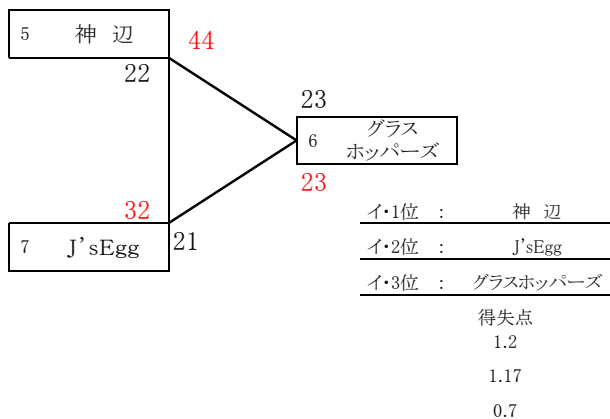 5 神 辺
44
22
23
6 グラス
ホッパーズ
23
32
7 J'sEgg
21
イ・1位 ： 神 辺
イ・2位 ： J'sEgg
イ・3位 ： グラスホッパーズ
得失点
1.2
1.17
0.7